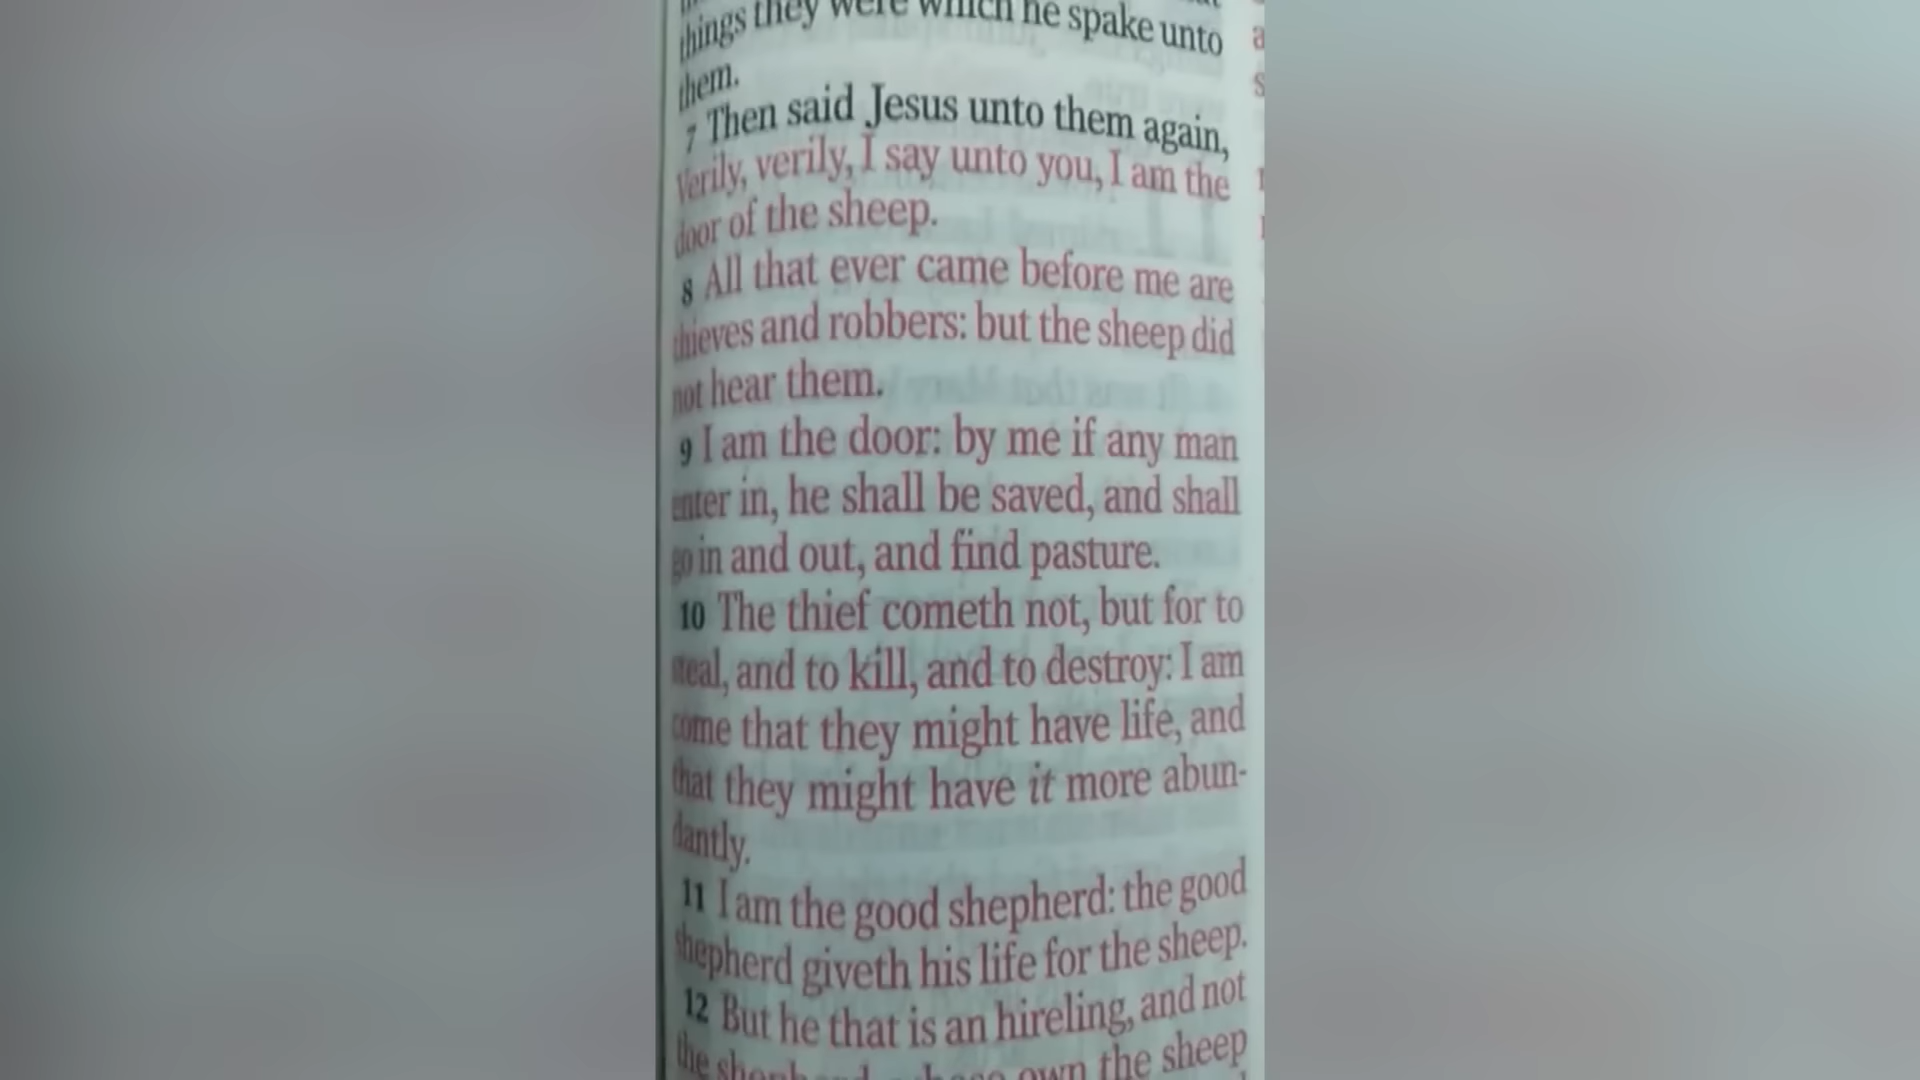 things they were which he spake unto
them.
7 Then said Jesus unto them again,
Verily, verily, I say unto you, I am the
door of the sheep.
8 All that ever came before me are
thieves and robbers: but the sheep did
not hear them.
9 I am the door: by me if any man
enter in, he shall be saved, and shall
go in and out, and find pasture.
10 The thief cometh not, but for to
steal, and to kill, and to destroy: I am
come that they might have life, and
that they might have it more abun-
dantly.
11 I am the good shepherd: the good
shepherd giveth his life for the sheep.
12 But he that is an hireling, and not
the own the sheep